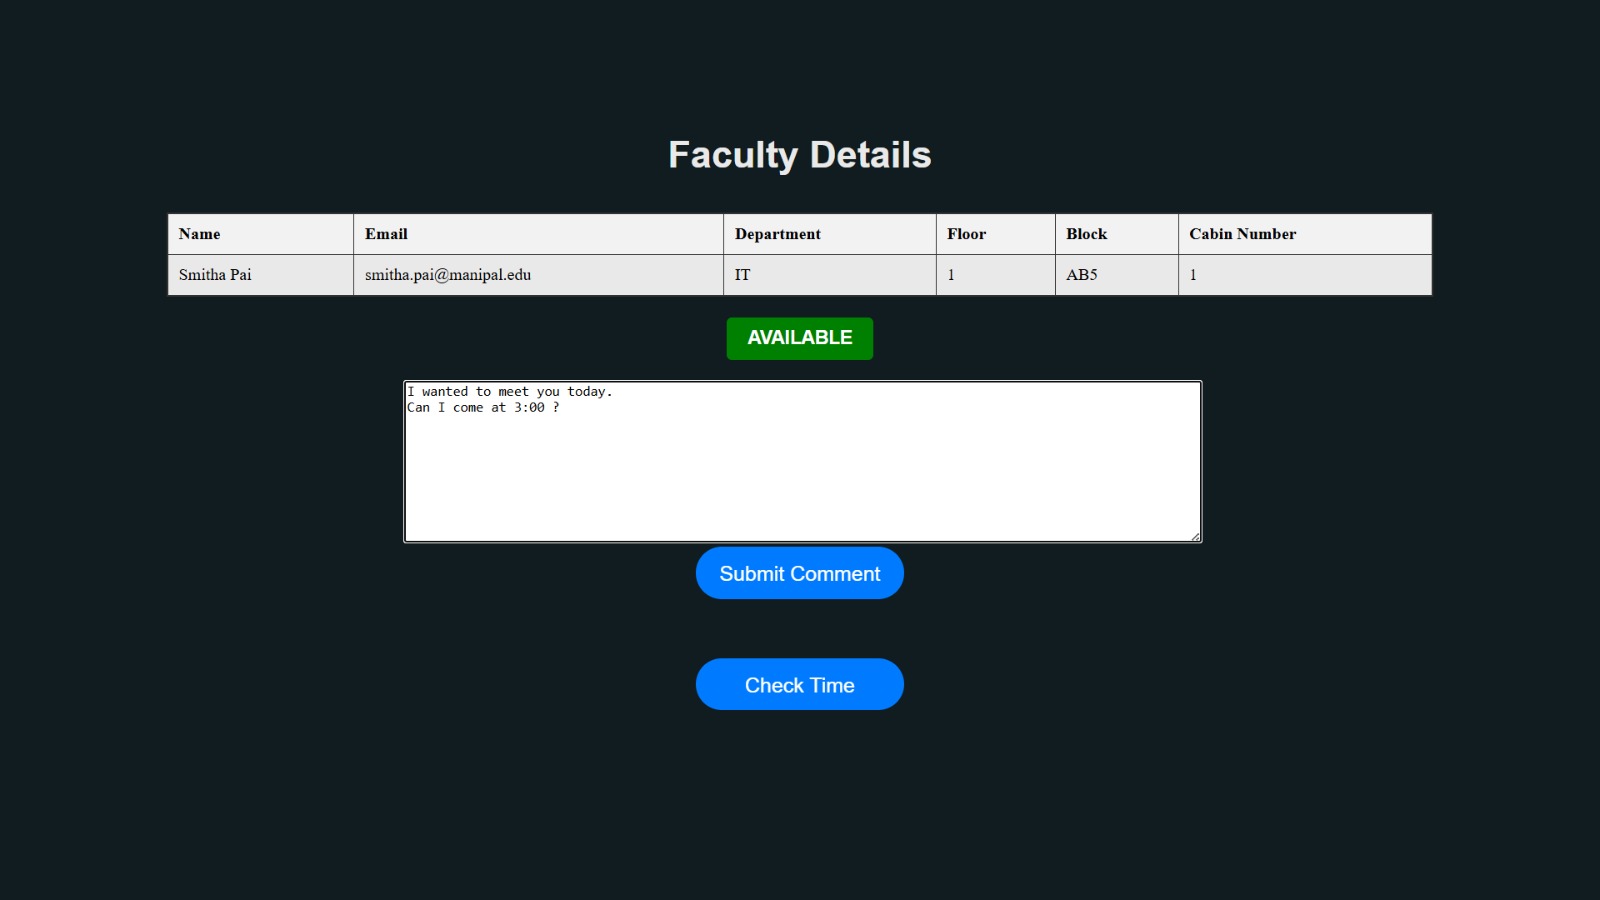 Faculty Details
Name Email Department Floor Block Cabin Number
Smitha Pai smitha.pai@manipal.edu IT 1 AB5 1
AVAILABLE
I wanted to meet you today.
Can I come at 3:00 ?
Submit Comment
Check Time